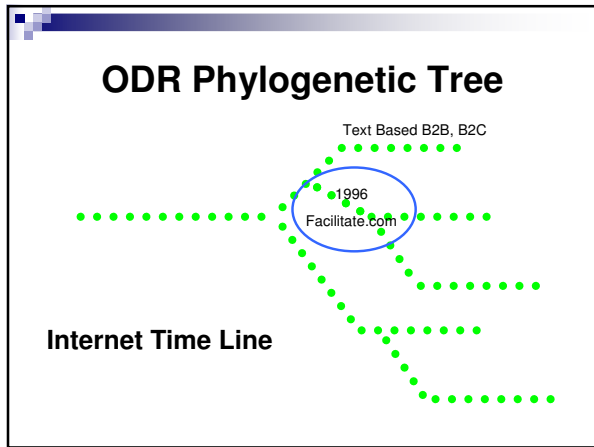 ODR Phylogenetic Tree
Text Based B2B, B2C
1996
Facilitate.com
Internet Time Line